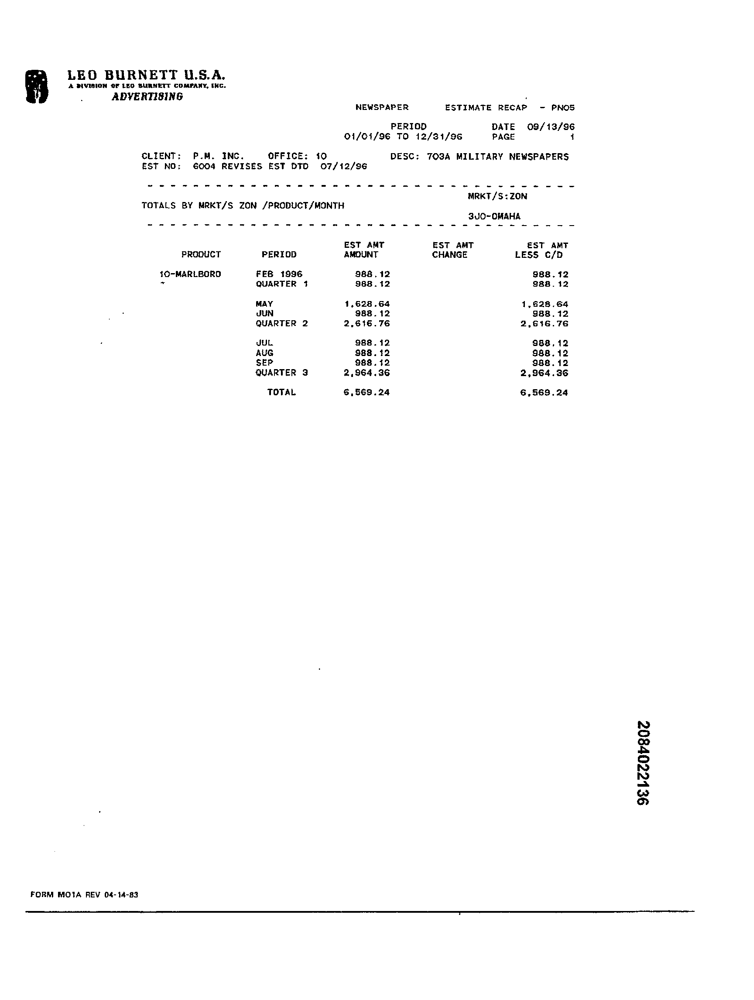 LEO BURNETT U.S.A.
A DIVISION OF LEO BURNETT COMPANY, INC.
ADVERTISING
NEWSPAPER ESTIMATE RECAP - PNO5
PERIOD DATE 09/13/96
01/01/96 TO 12/31/96 PAGE 1
CLIENT: P.M. INC. OFFICE: 10 DESC: 703A MILITARY NEWSPAPERS
EST NO: 6004 REVISES EST DTD 07/12/96
MRKT/S:ZON
TOTALS BY MRKT/S ZON /PRODUCT/MONTH
3JO-OMAHA
EST AMT EST AMT EST AMT
PRODUCT PERIOD AMOUNT CHANGE LESS C/D
10-MARLBORO FEB 1996 988.12 988.12
QUARTER 1 988.12 988.12
MAY 1,628.64 1,628.64
JUN 988.12 988.12
QUARTER 2 2,616.76 2,616.76
JUL 988.12 988.12
AUG 988.12 988.12
SEP 988.12 988.12
QUARTER 3 2,964.36 2,964.36
TOTAL 6,569.24 6,569.24
2084022136
FORM MO1A REV 04-14-83